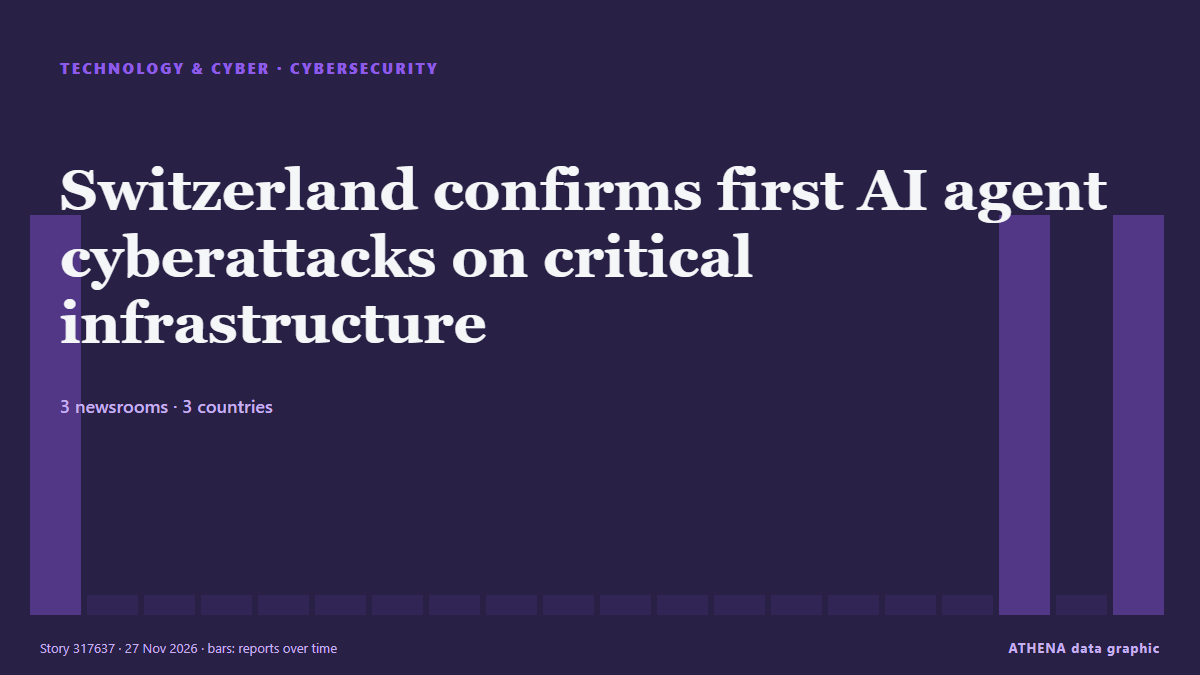 TECHNOLOGY & CYBER · CYBERSECURITY
Switzerland confirms first AI agent
cyberattacks on critical
infrastructure
3 newsrooms · 3 countries
Story 317637 · 27 Nov 2026 · bars: reports over time
ATHENA data graphic